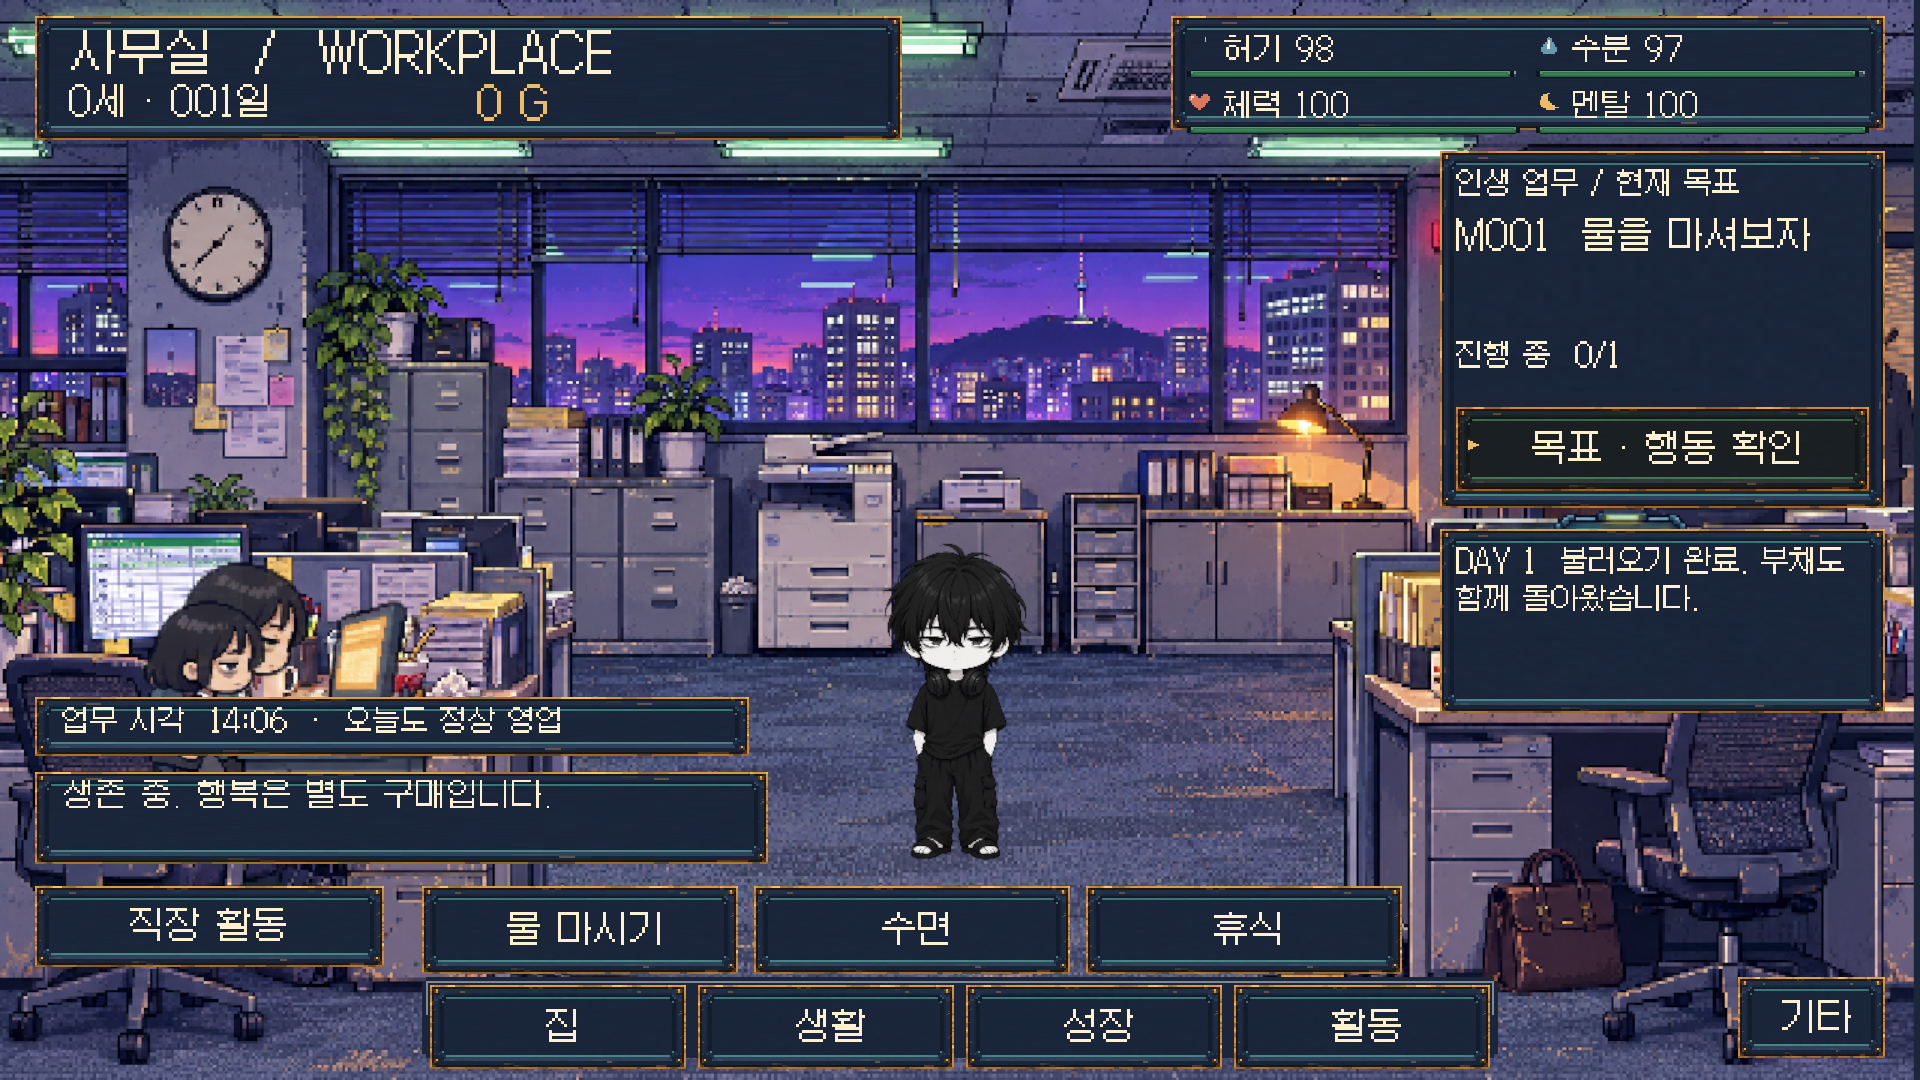 사무실 / WORKPLACE
0세 · 001일
0 G
허기 98
수분 97
체력 100
멘탈 100
인생 업무 / 현재 목표
M001 물을 마셔보자
진행 중 0/1
목표 · 행동 확인
DAY 1 불러오기 완료. 부채도
함께 돌아왔습니다.
업무 시각 14:06 · 오늘도 정상 영업
생존 중. 행복은 별도 구매입니다.
직장 활동
물 마시기
수면
휴식
집
생활
성장
활동
기타